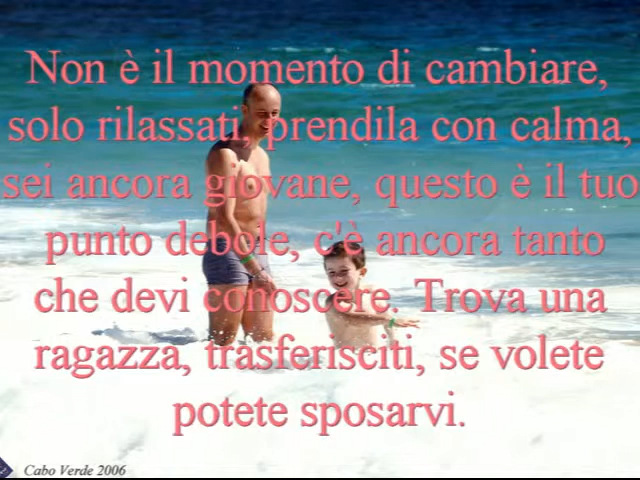 Non è il momento di cambiare,
solo rilassati, prendila con calma,
sei ancora giovane, questo è il tuo
punto debole, c'è ancora tanto
che devi conoscere. Trova una
ragazza, trasferisciti, se volete
potete sposarvi.
Cabo Verde 2006